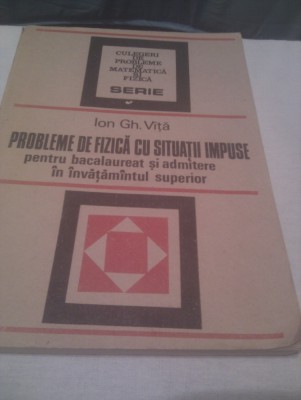 CULEGERI
DE
PROBLEME
DE
MATEMATICĂ
ŞI
FIZICĂ
SERIE
Ion Gh. Vîţă
PROBLEME DE FIZICĂ CU SITUAŢII IMPUSE
pentru bacalaureat şi admitere
în învăţămîntul superior